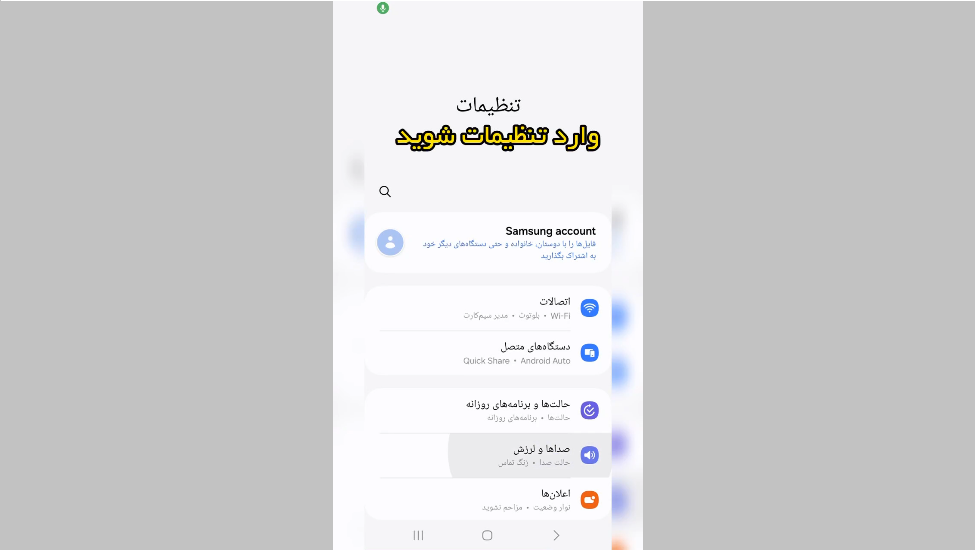 تنظیمات
وارد تنظیمات شوید
Samsung account
فایل‌ها را با دوستان، خانواده و حتی دستگاه‌های دیگر خود
به اشتراک بگذارید
اتصالات
Wi-Fi • بلوتوث • مدیر سیم‌کارت
دستگاه‌های متصل
Quick Share • Android Auto
حالت‌ها و برنامه‌های روزانه
حالت‌ها • برنامه‌های روزانه
صداها و لرزش
حالت صدا • زنگ تماس
اعلان‌ها
نوار وضعیت • مزاحم نشوید